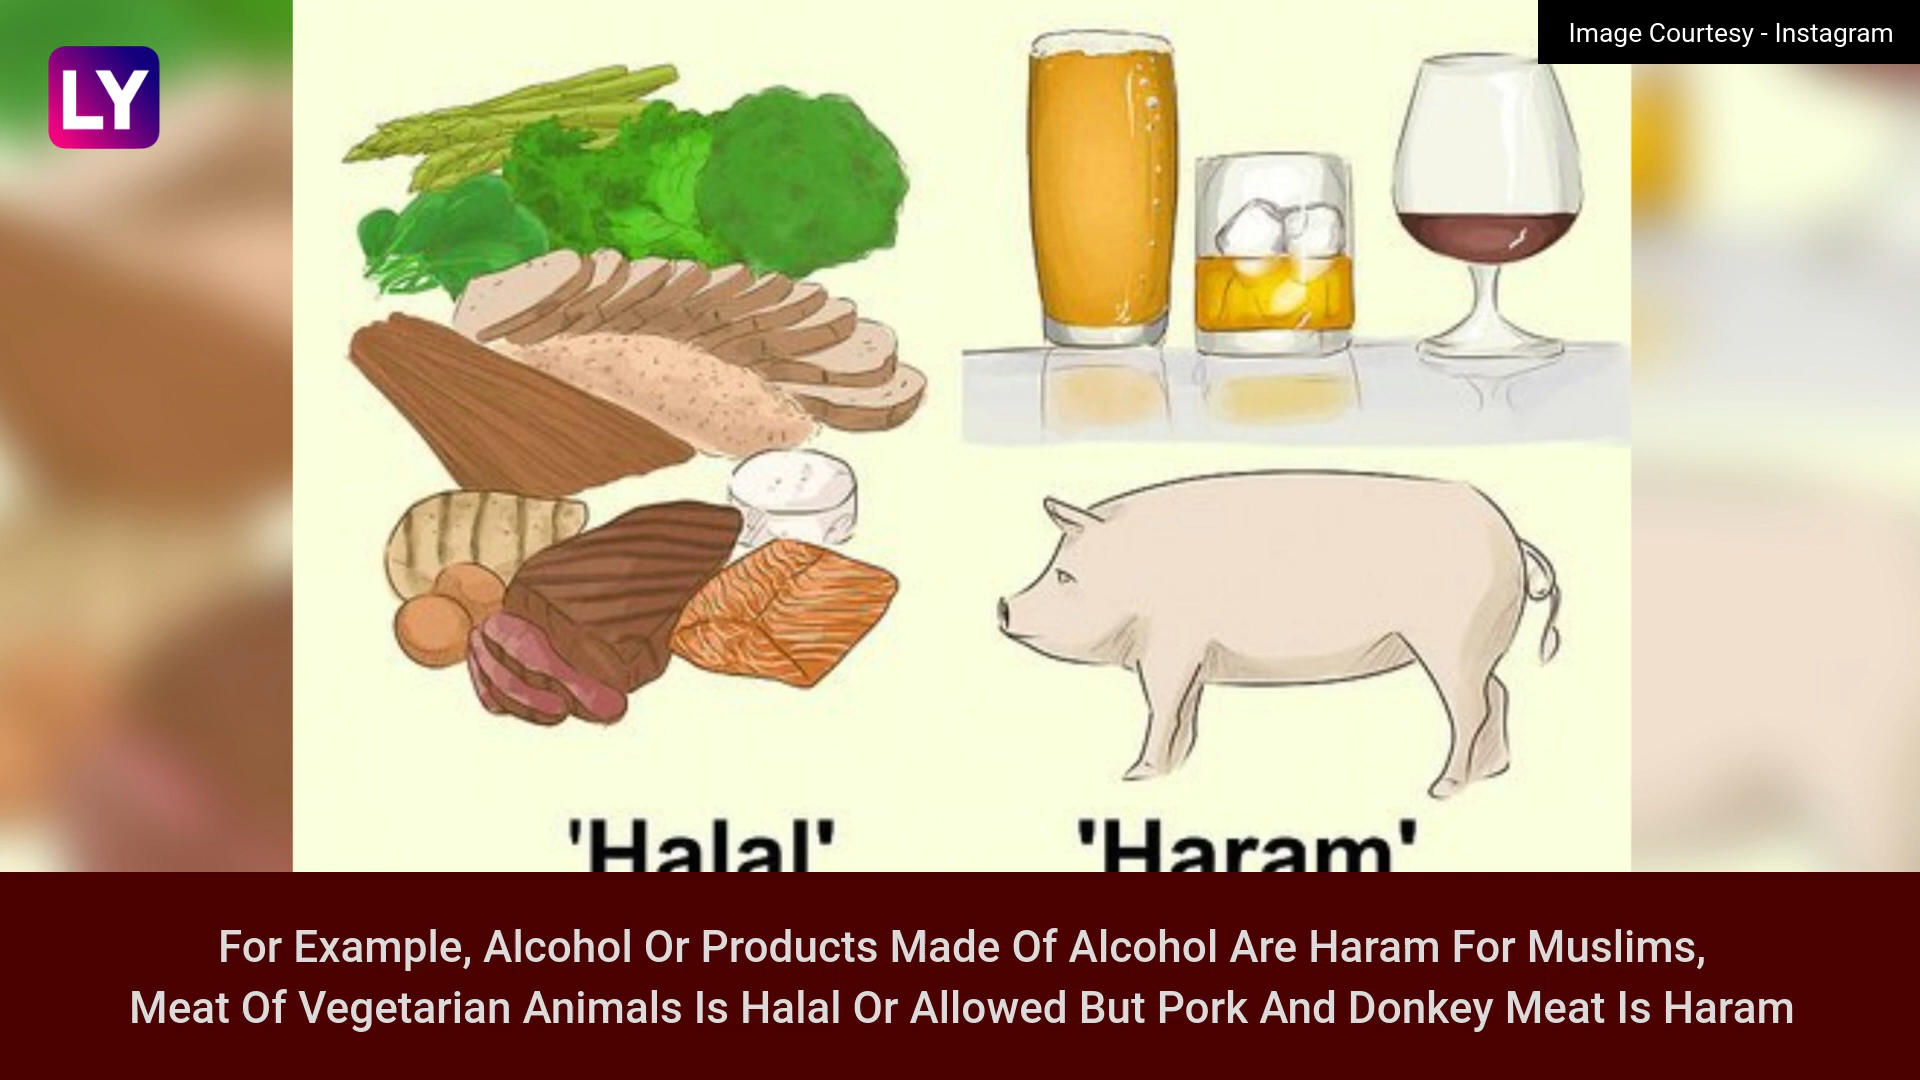 LY
Image Courtesy - Instagram
'Halal'
'Haram'
For Example, Alcohol Or Products Made Of Alcohol Are Haram For Muslims,
Meat Of Vegetarian Animals Is Halal Or Allowed But Pork And Donkey Meat Is Haram